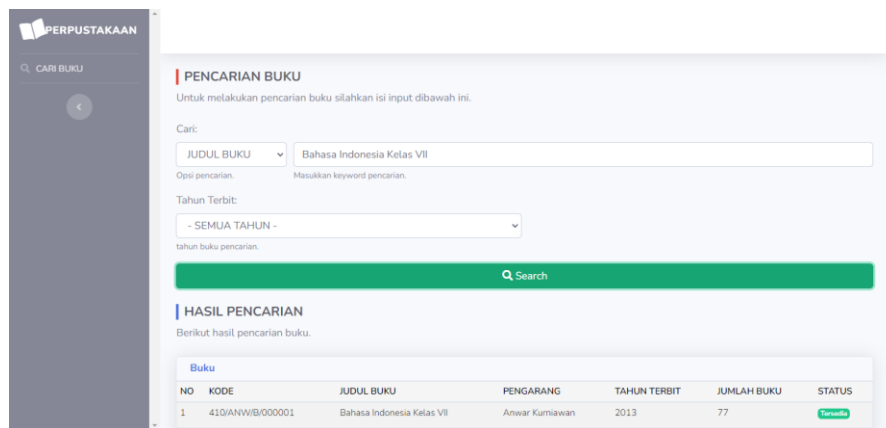 PERPUSTAKAAN
CARI BUKU
PENCARIAN BUKU
Untuk melakukan pencarian buku silahkan isi input dibawah ini.
Cari:
JUDUL BUKU Bahasa Indonesia Kelas VII
Opsi pencarian. Masukkan keyword pencarian.
Tahun Terbit:
- SEMUA TAHUN -
tahun buku pencarian.
Search
HASIL PENCARIAN
Berikut hasil pencarian buku.
Buku
NO KODE JUDUL BUKU PENGARANG TAHUN TERBIT JUMLAH BUKU STATUS
1 410/ANW/B/000001 Bahasa Indonesia Kelas VII Anwar Kurniawan 2013 77 Tersedia